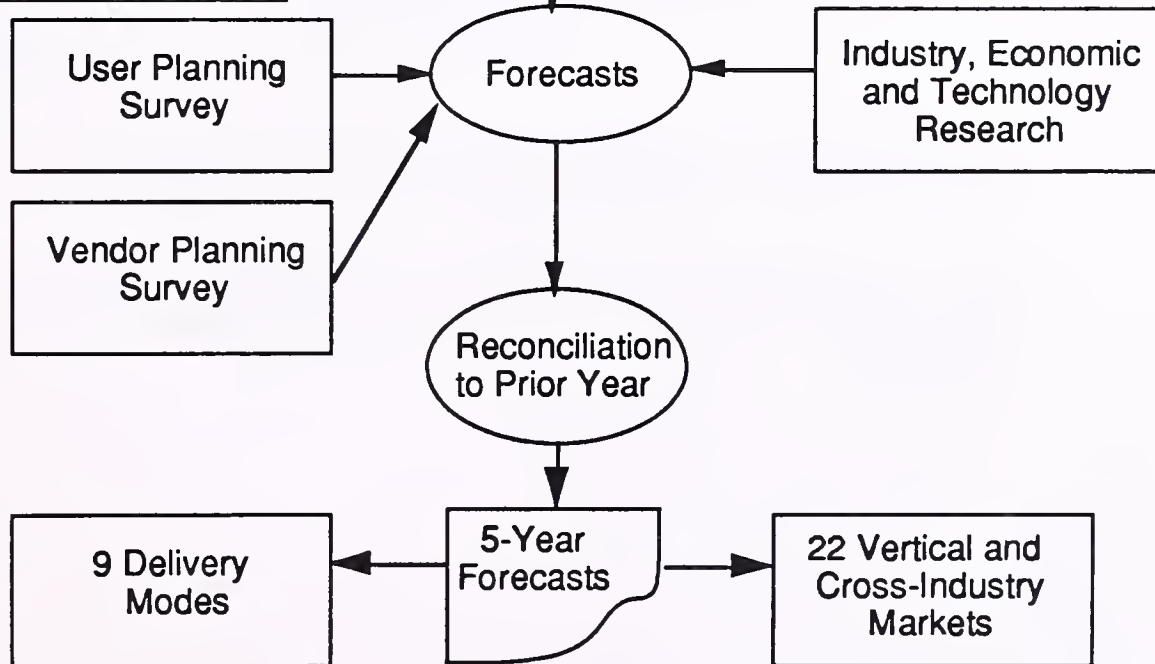 User Planning
Survey
Forecasts
Industry, Economic
and Technology
Research
Vendor Planning
Survey
Reconciliation
to Prior Year
9 Delivery
Modes
5-Year
Forecasts
22 Vertical and
Cross-Industry
Markets